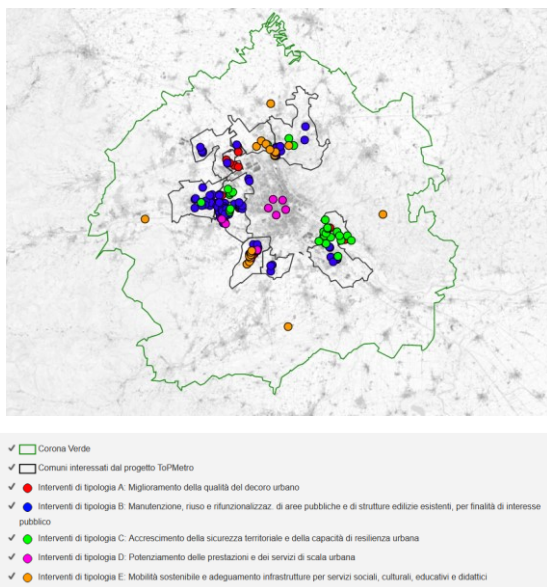 Corona Verde
Comuni interessati dal progetto ToPMetro
Interventi di tipologia A: Miglioramento della qualità del decoro urbano
Interventi di tipologia B: Manutenzione, riuso e rifunzionalizzaz. di aree pubbliche e di strutture edilizie esistenti, per finalità di interesse
pubblico
Interventi di tipologia C: Accrescimento della sicurezza territoriale e della capacità di resilienza urbana
Interventi di tipologia D: Potenziamento delle prestazioni e dei servizi di scala urbana
Interventi di tipologia E: Mobilità sostenibile e adeguamento infrastrutture per servizi sociali, culturali, educativi e didattici